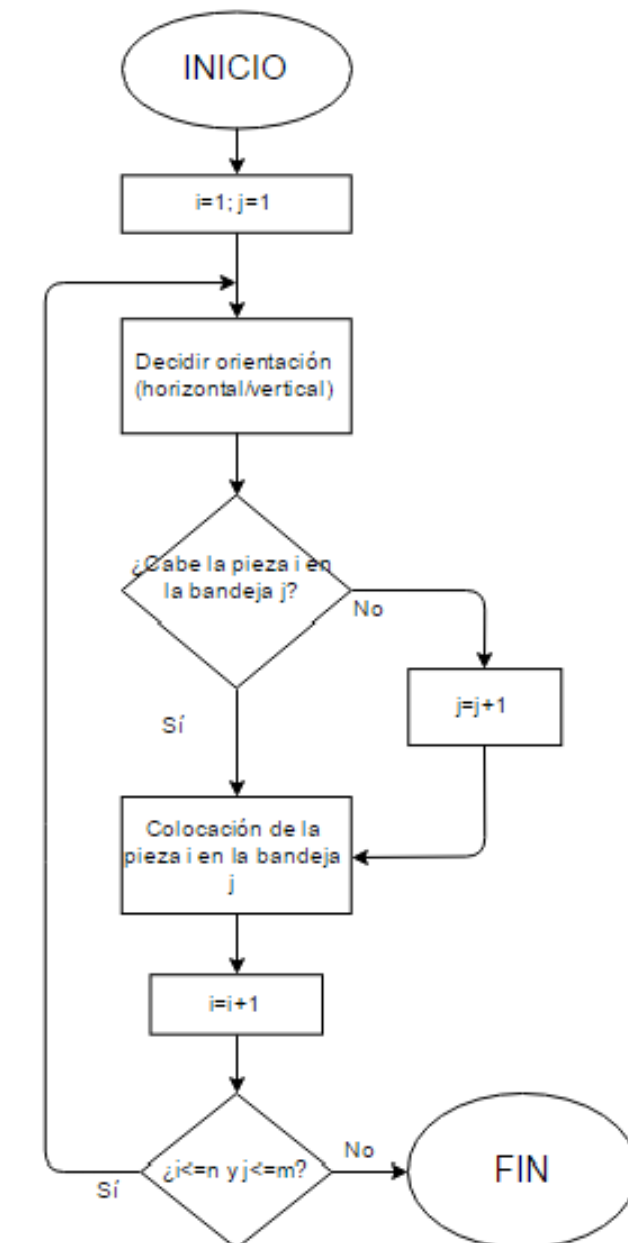 INICIO
i=1; j=1
Decidir orientación
(horizontal/vertical)
¿Cabe la pieza i en
la bandeja j?
No
j=j+1
Sí
Colocación de la
pieza i en la bandeja
j
i=i+1
¿i<=n y j<=m?
No
FIN
Sí